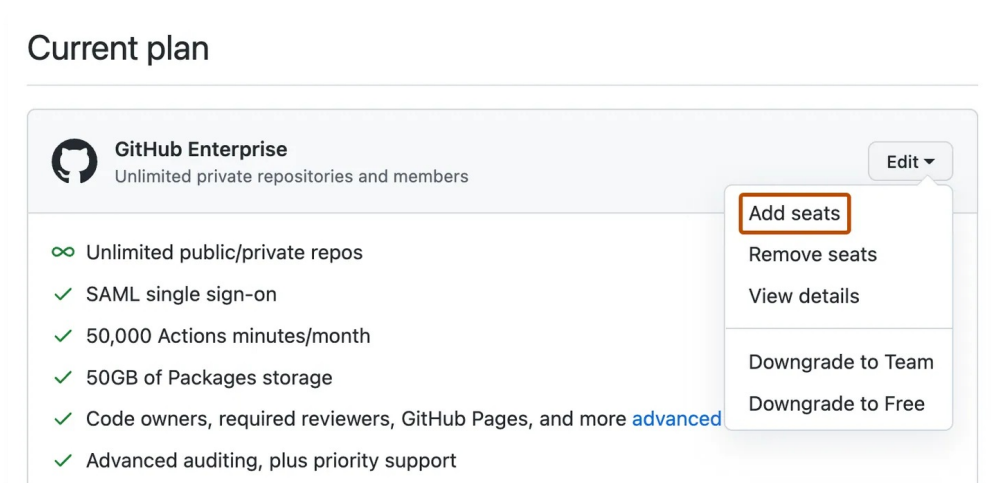 Current plan
GitHub Enterprise
Unlimited private repositories and members
Edit
Add seats
Remove seats
View details
Downgrade to Team
Downgrade to Free
Unlimited public/private repos
SAML single sign-on
50,000 Actions minutes/month
50GB of Packages storage
Code owners, required reviewers, GitHub Pages, and more advanced
Advanced auditing, plus priority support